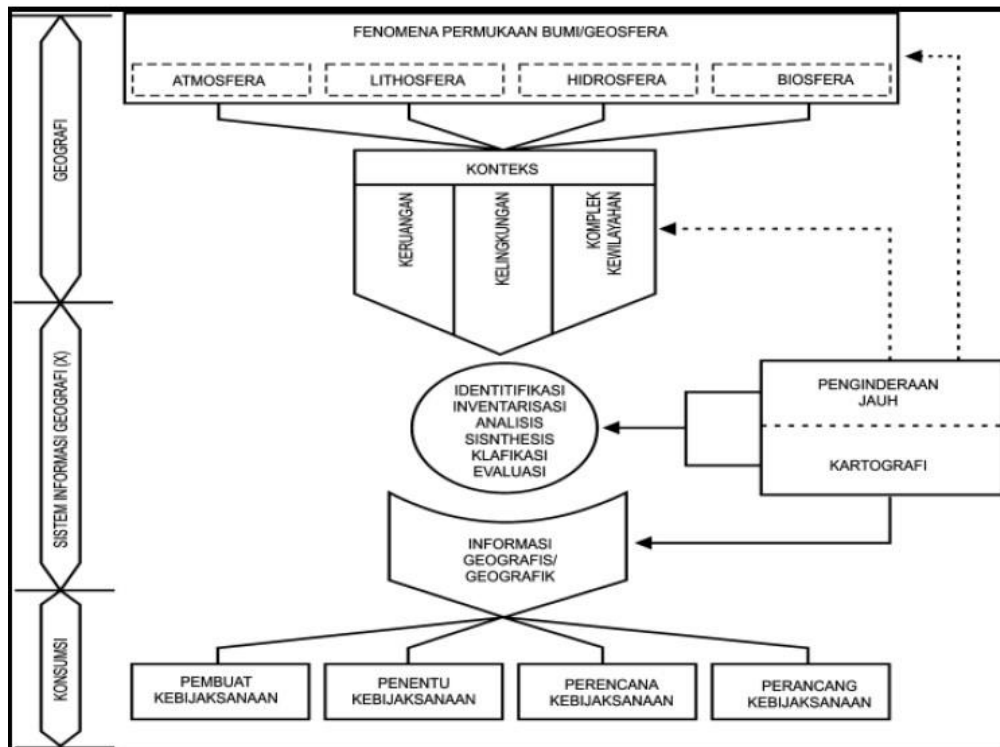 FENOMENA PERMUKAAN BUMI/GEOSFERA
ATMOSFERA
LITHOSFERA
HIDROSFERA
BIOSFERA
GEOGRAFI
KONTEKS
KERUANGAN
KELINGKUNGAN
KOMPLEK
KEWILAYAHAN
SISTEM INFORMASI GEOGRAFI (X)
IDENTITIFIKASI
INVENTARISASI
ANALISIS
SISNTHESIS
KLAFIKASI
EVALUASI
PENGINDERAAN
JAUH
KARTOGRAFI
INFORMASI
GEOGRAFIS/
GEOGRAFIK
KONSUMSI
PEMBUAT
KEBIJAKSANAAN
PENENTU
KEBIJAKSANAAN
PERENCANA
KEBIJAKSANAAN
PERANCANG
KEBIJAKSANAAN